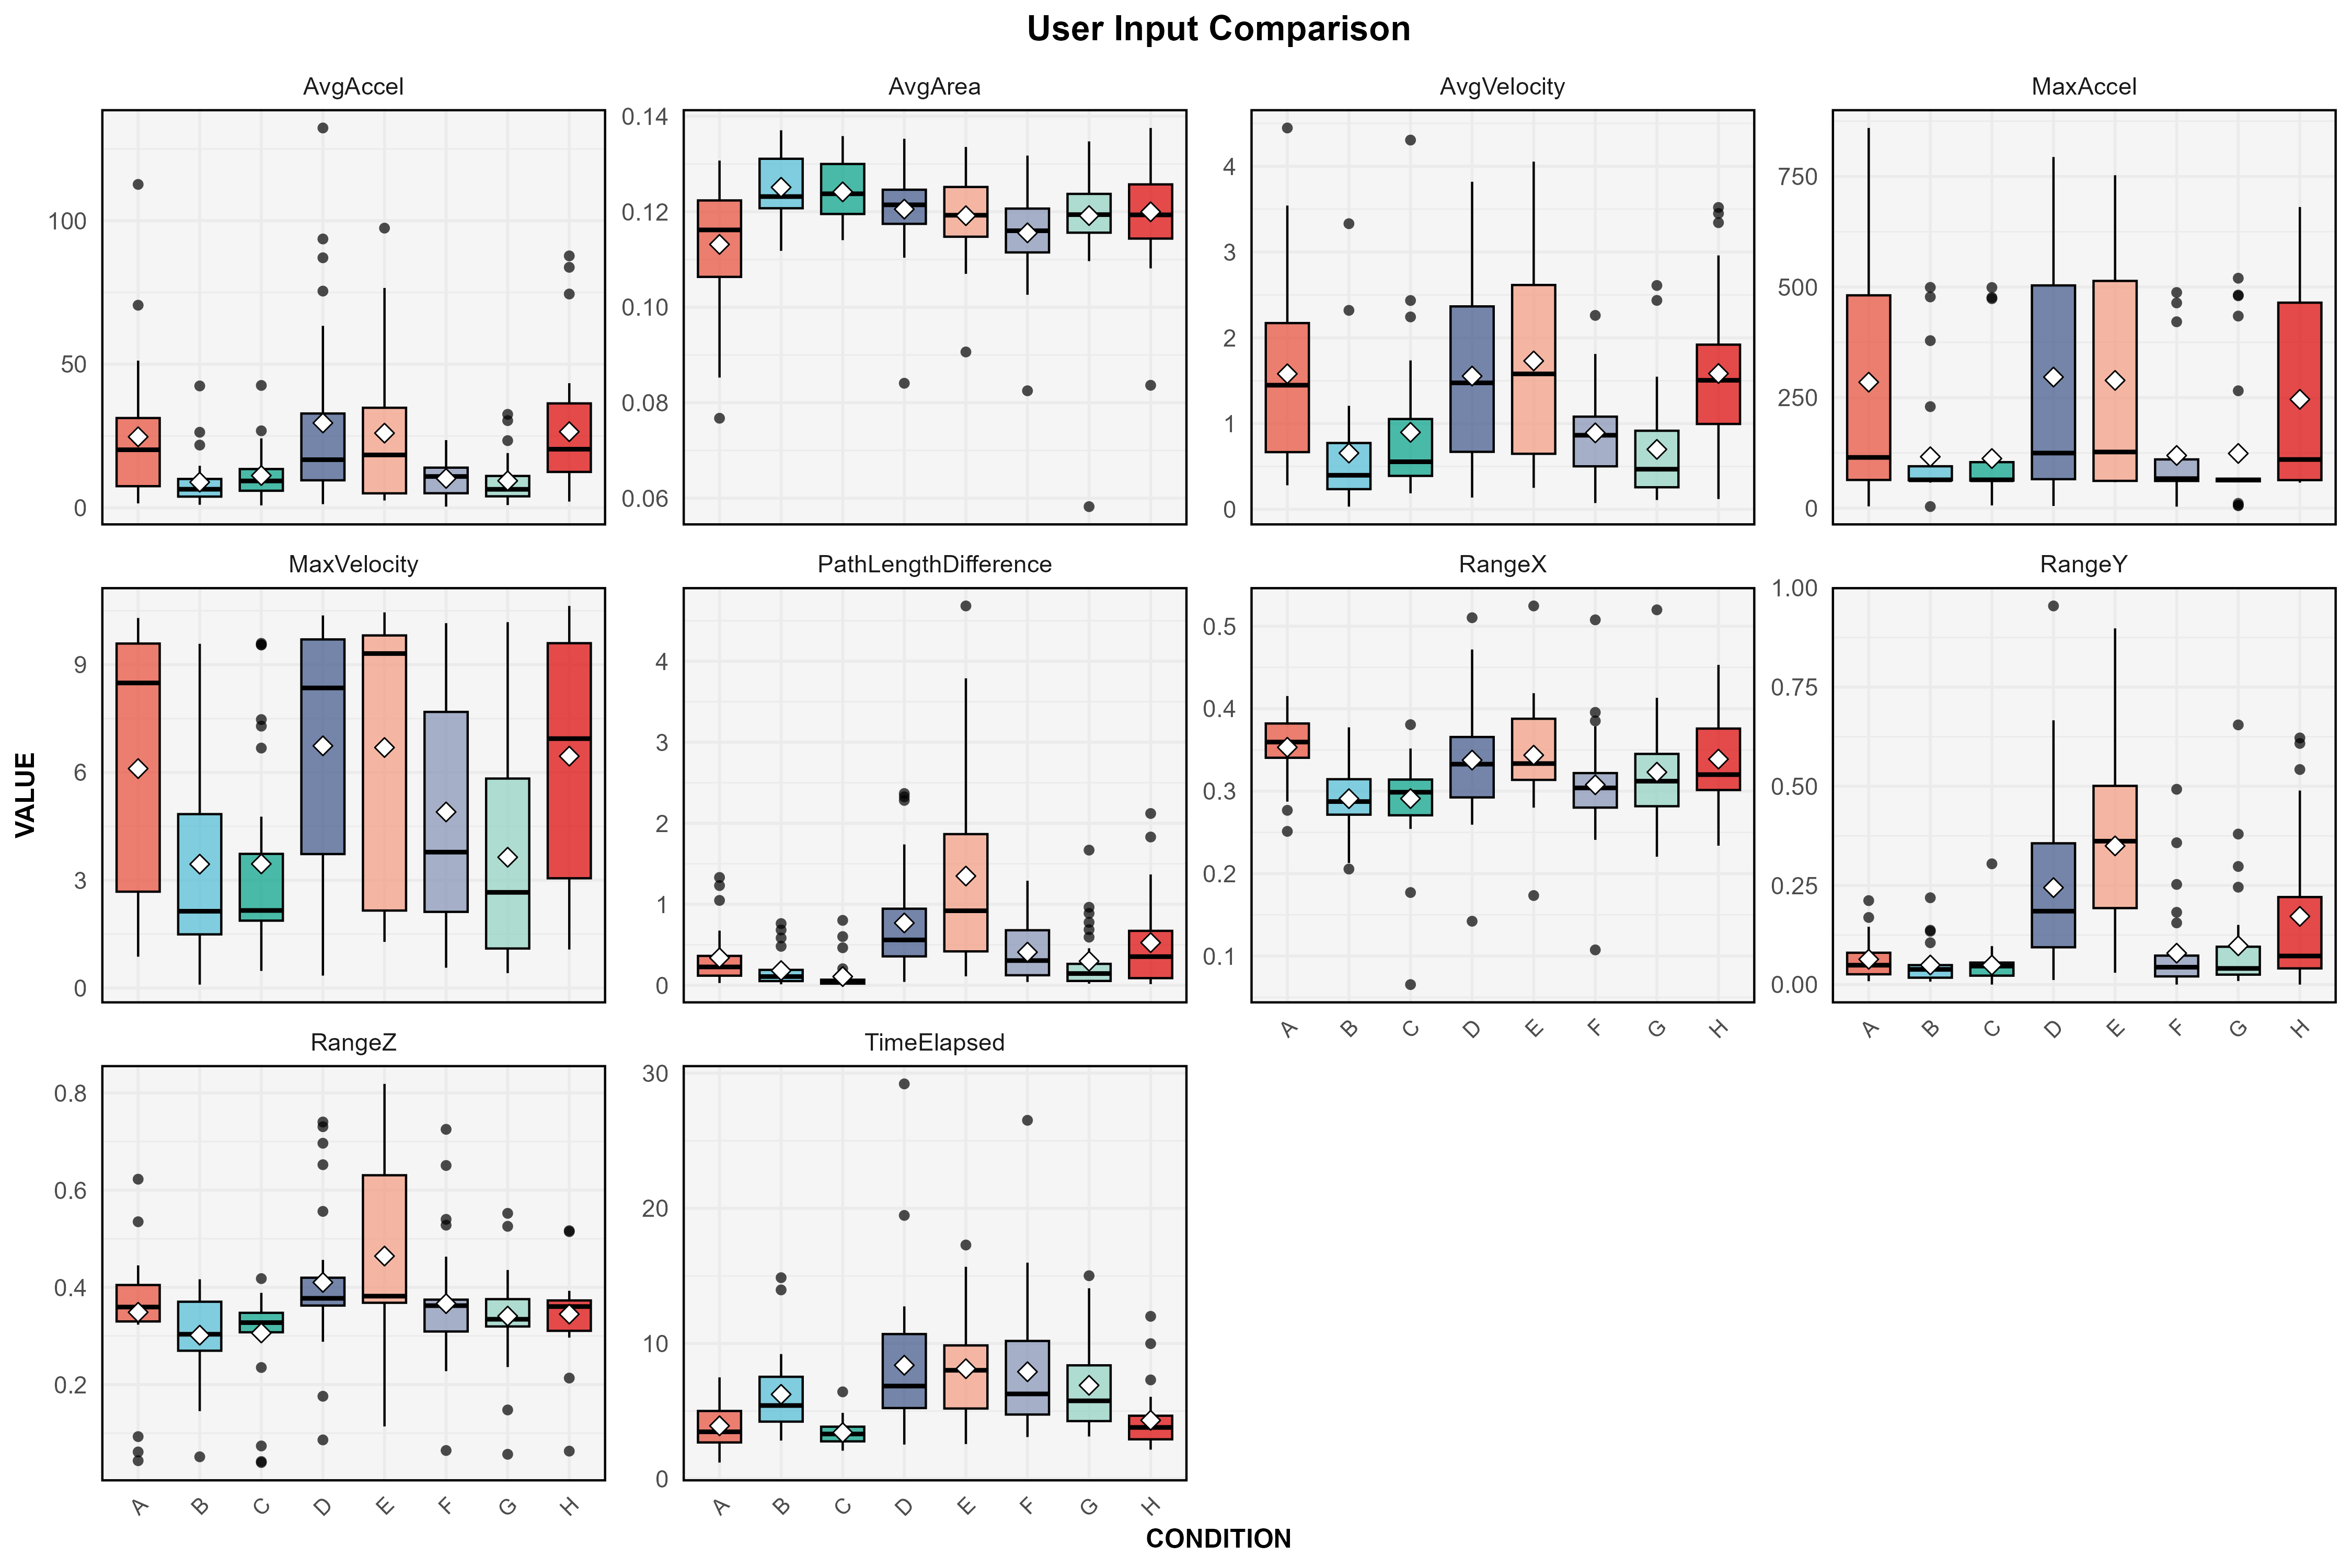 User Input Comparison
AvgAccel
AvgArea
AvgVelocity
MaxAccel
100
50
0
0.14
0.12
0.10
0.08
0.06
4
3
2
1
0
750
500
250
0
MaxVelocity
PathLengthDifference
RangeX
RangeY
VALUE
9
6
3
0
4
3
2
1
0
0.5
0.4
0.3
0.2
0.1
1.00
0.75
0.50
0.25
0.00
A B C D E F G H
A B C D E F G H
RangeZ
TimeElapsed
0.8
0.6
0.4
0.2
30
20
10
0
A B C D E F G H
A B C D E F G H
CONDITION